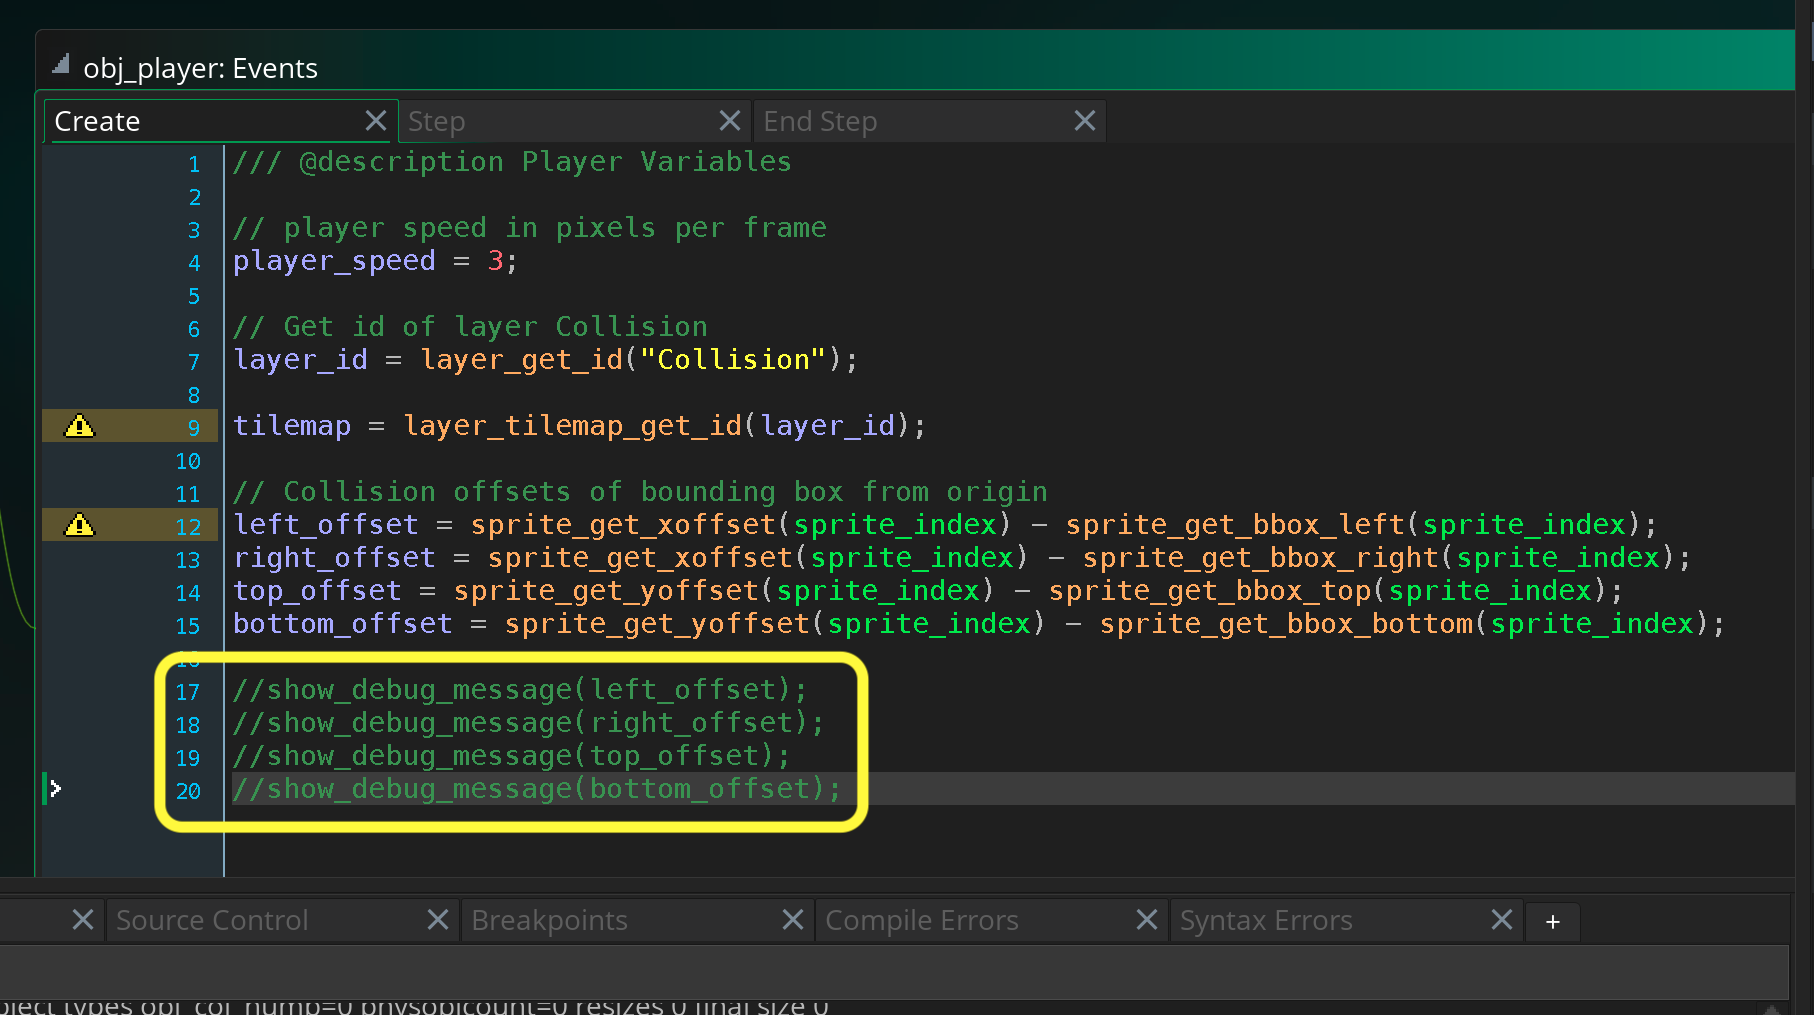 obj_player: Events
Create Step End Step
1 /// @description Player Variables
2
3 // player speed in pixels per frame
4 player_speed = 3;
5
6 // Get id of layer Collision
7 layer_id = layer_get_id("Collision");
8
9 tilemap = layer_tilemap_get_id(layer_id);
10
11 // Collision offsets of bounding box from origin
12 left_offset = sprite_get_xoffset(sprite_index) - sprite_get_bbox_left(sprite_index);
13 right_offset = sprite_get_xoffset(sprite_index) - sprite_get_bbox_right(sprite_index);
14 top_offset = sprite_get_yoffset(sprite_index) - sprite_get_bbox_top(sprite_index);
15 bottom_offset = sprite_get_yoffset(sprite_index) - sprite_get_bbox_bottom(sprite_index);
16
17 //show_debug_message(left_offset);
18 //show_debug_message(right_offset);
19 //show_debug_message(top_offset);
20 //show_debug_message(bottom_offset);
Source Control Breakpoints Compile Errors Syntax Errors +
types obj_col_numb=0 physobjcount=0 resizes 0 final size 0